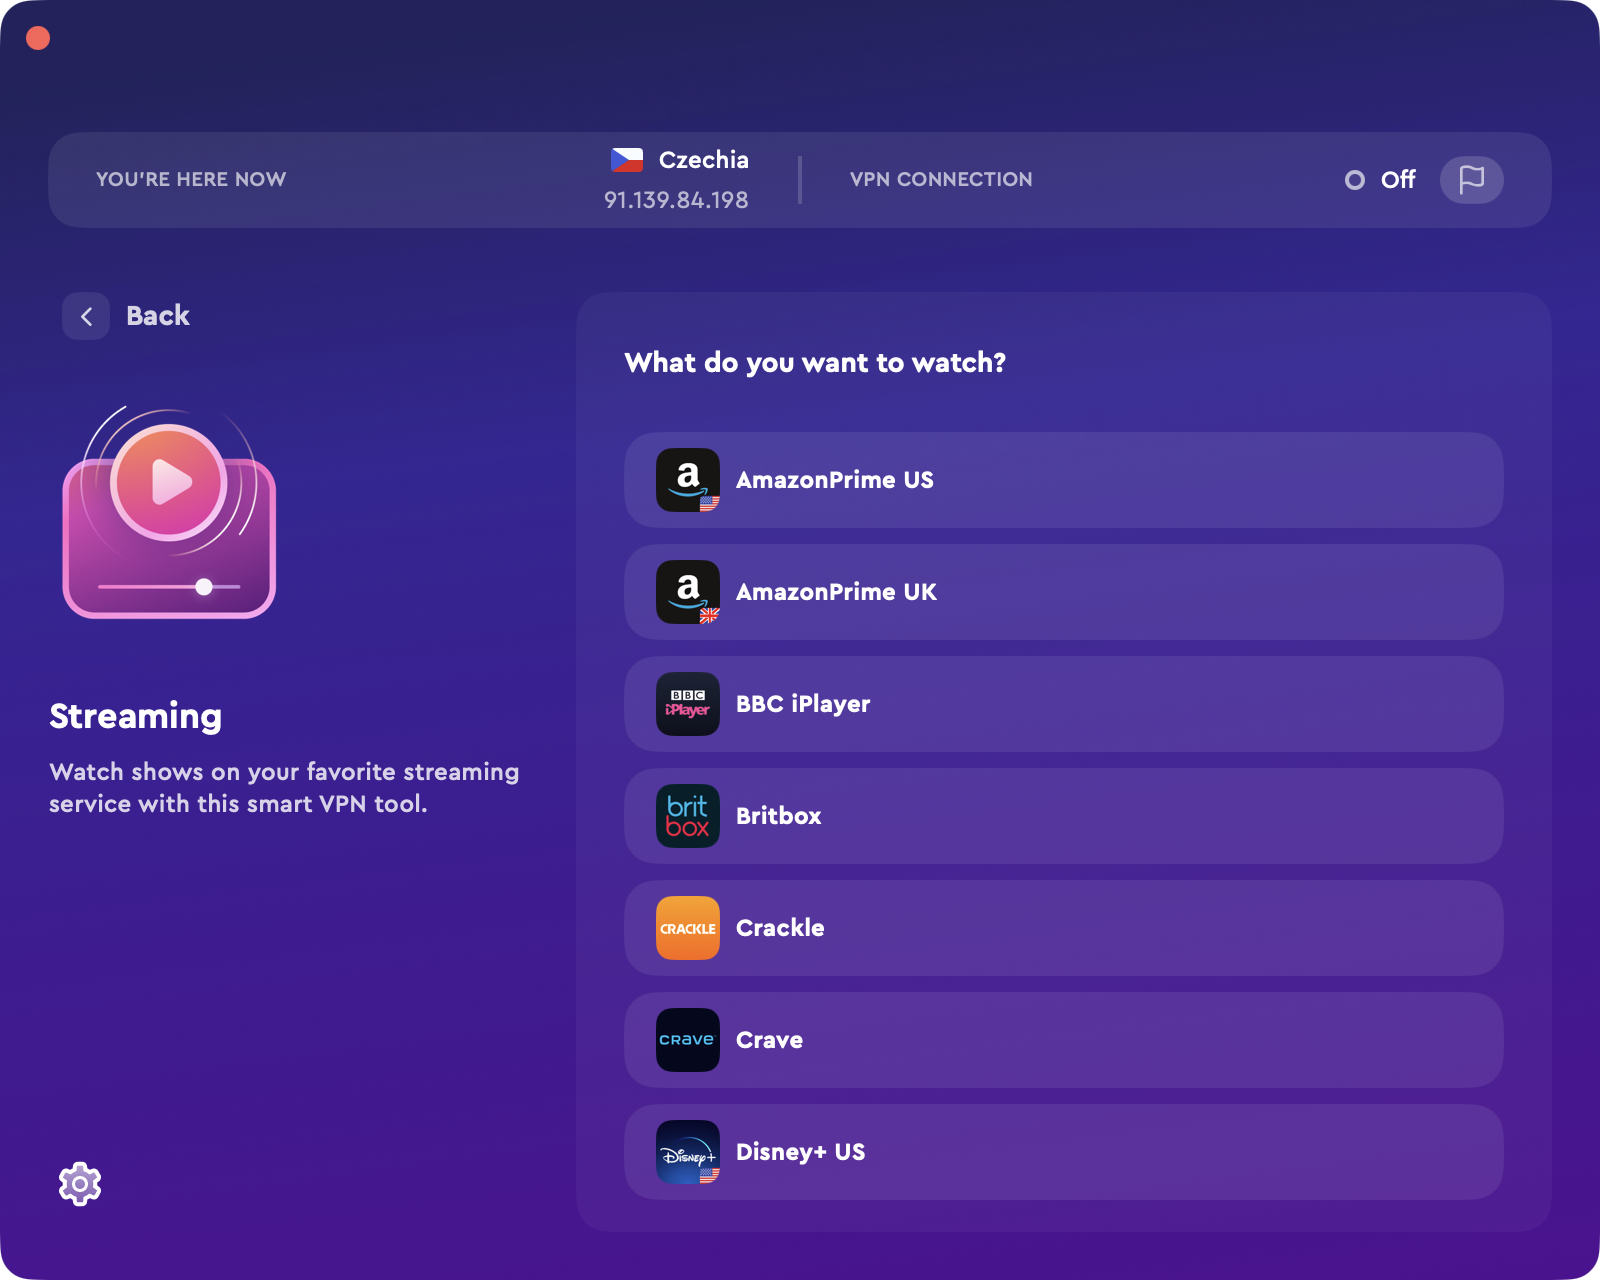 YOU'RE HERE NOW
Czechia
91.139.84.198
VPN CONNECTION
Off
Back
What do you want to watch?
Streaming
Watch shows on your favorite streaming
service with this smart VPN tool.
a
AmazonPrime US
a
AmazonPrime UK
BBC
iPlayer
BBC iPlayer
brit
box
Britbox
CRACKLE
Crackle
CRAVE
Crave
Disney+
Disney+ US